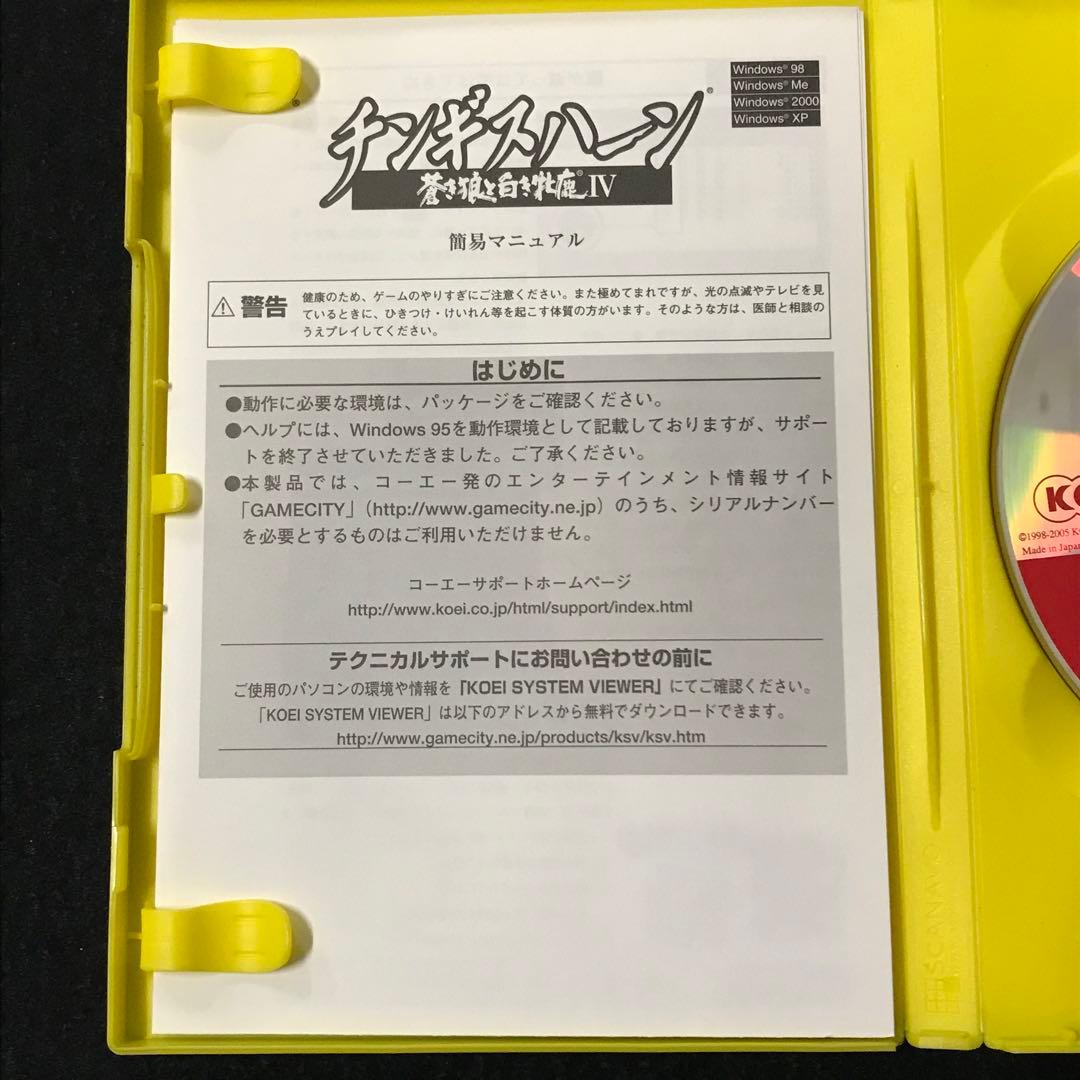 Windows® 98
Windows® Me
Windows® 2000
Windows® XP
チンギスハーン®
蒼き狼と白き牝鹿®IV
簡易マニュアル
警告
健康のため、ゲームのやりすぎにご注意ください。また極めてまれですが、光の点滅やテレビを見
ているときに、ひきつけ・けいれん等を起こす体質の方がいます。そのような方は、医師と相談の
うえプレイしてください。
はじめに
●動作に必要な環境は、パッケージをご確認ください。
●ヘルプには、Windows 95を動作環境として記載しておりますが、サポー
トを終了させていただきました。ご了承ください。
●本製品では、コーエー発のエンターテインメント情報サイト
「GAMECITY」（http://www.gamecity.ne.jp）のうち、シリアルナンバー
を必要とするものはご利用いただけません。
コーエーサポートホームページ
http://www.koei.co.jp/html/support/index.html
テクニカルサポートにお問い合わせの前に
ご使用のパソコンの環境や情報を『KOEI SYSTEM VIEWER』にてご確認ください。
「KOEI SYSTEM VIEWER」は以下のアドレスから無料でダウンロードできます。
http://www.gamecity.ne.jp/products/ksv/ksv.htm
KO
©1998-2005 K
Made in Japan
SCANAVO